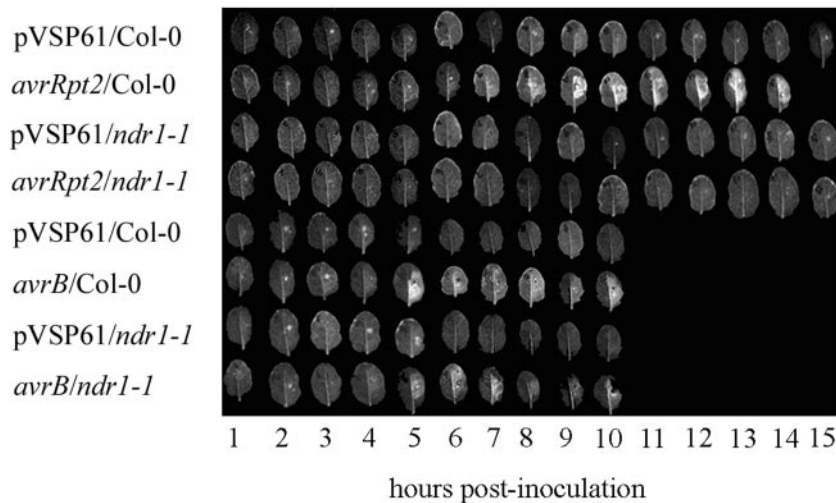 pVSP61/Col-0
avrRpt2/Col-0
pVSP61/ndr1-1
avrRpt2/ndr1-1
pVSP61/Col-0
avrB/Col-0
pVSP61/ndr1-1
avrB/ndr1-1
1 2 3 4 5 6 7 8 9 10 11 12 13 14 15
hours post-inoculation